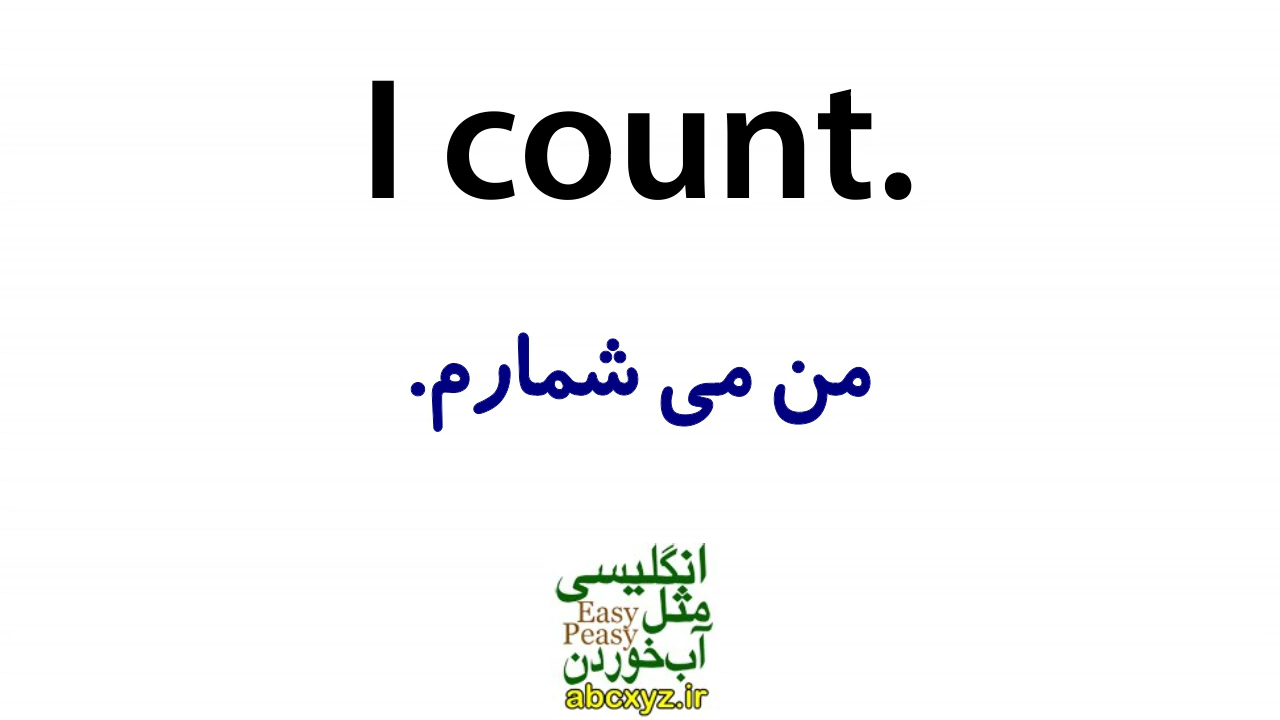 I count.
من می شمارم.
انگلیسی
مثل
Easy
Peasy
آب‌خوردن
abcxyz.ir